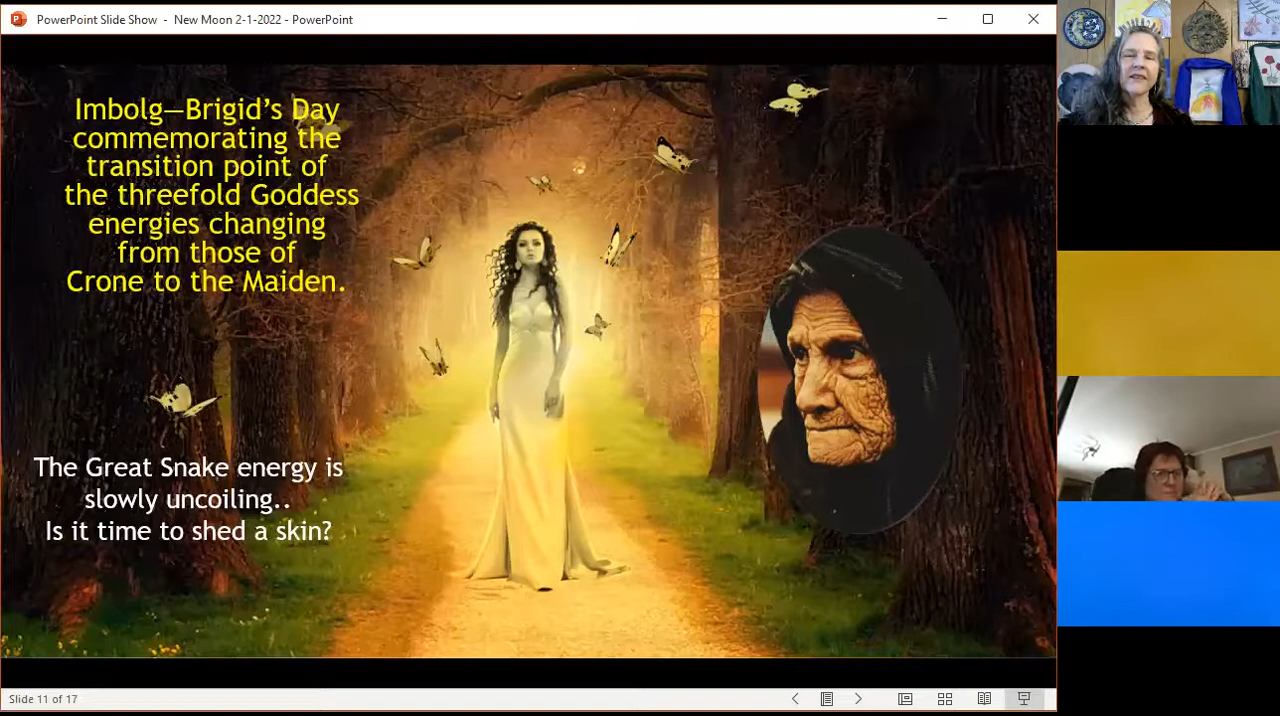 PowerPoint Slide Show - New Moon 2-1-2022 - PowerPoint
Imbolg—Brigid's Day
commemorating the
transition point of
the threefold Goddess
energies changing
from those of
Crone to the Maiden.
The Great Snake energy is
slowly uncoiling..
Is it time to shed a skin?
Slide 11 of 17